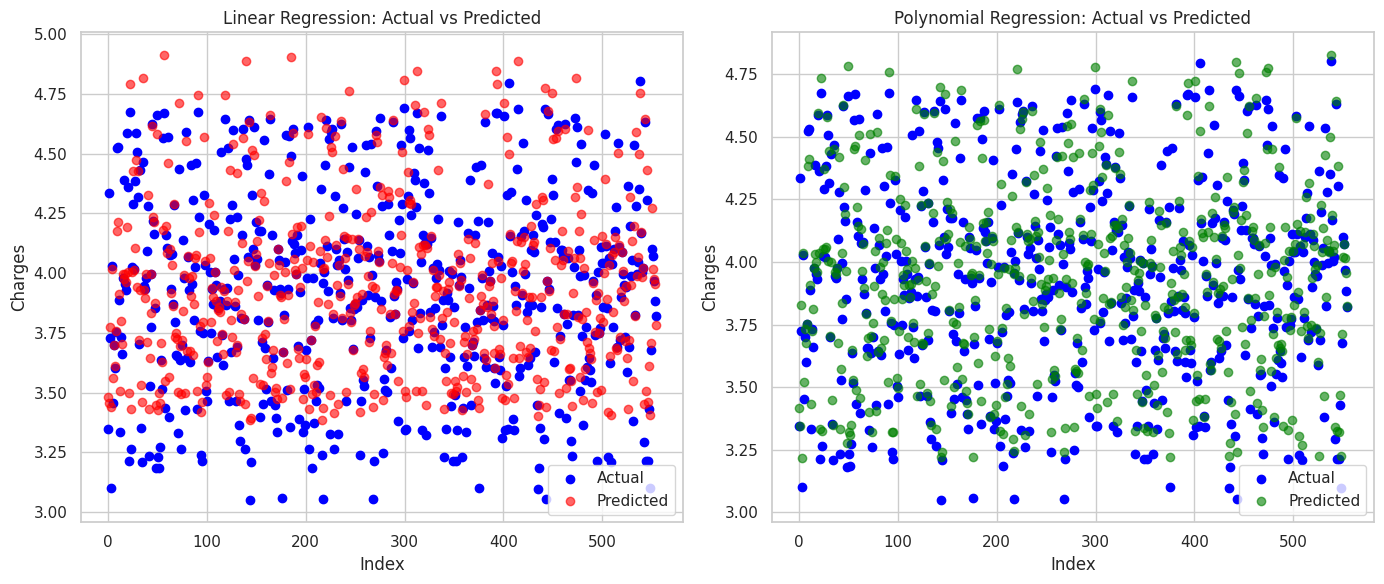 Linear Regression: Actual vs Predicted
Charges
5.00
4.75
4.50
4.25
4.00
3.75
3.50
3.25
3.00
0
100
200
300
400
500
Index
Actual
Predicted
Polynomial Regression: Actual vs Predicted
Charges
4.75
4.50
4.25
4.00
3.75
3.50
3.25
3.00
0
100
200
300
400
500
Index
Actual
Predicted